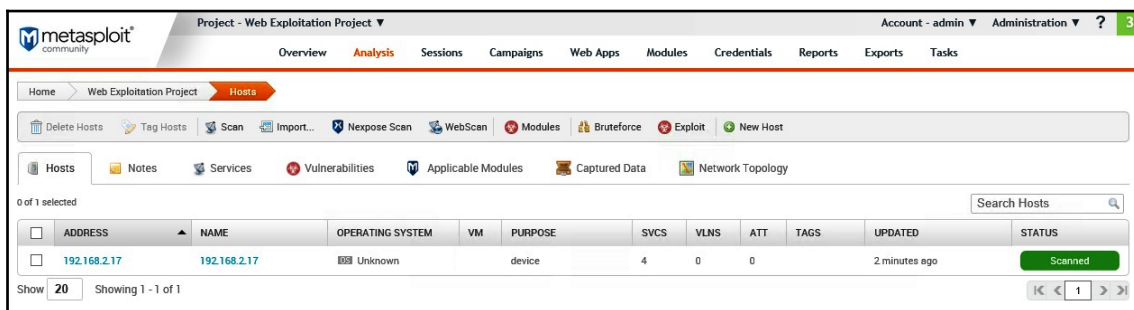 Project - Web Exploitation Project ▼ Account - admin ▼ Administration ▼ ? 3
metasploit®
community
Overview Analysis Sessions Campaigns Web Apps Modules Credentials Reports Exports Tasks
Home Web Exploitation Project Hosts
Delete Hosts Tag Hosts Scan Import... Nexpose Scan WebScan Modules Bruteforce Exploit New Host
Hosts Notes Services Vulnerabilities Applicable Modules Captured Data Network Topology
0 of 1 selected Search Hosts
ADDRESS NAME OPERATING SYSTEM VM PURPOSE SVCS VLNS ATT TAGS UPDATED STATUS
192.168.2.17 192.168.2.17 OS Unknown device 4 0 0 2 minutes ago Scanned
Show 20 Showing 1 - 1 of 1 1